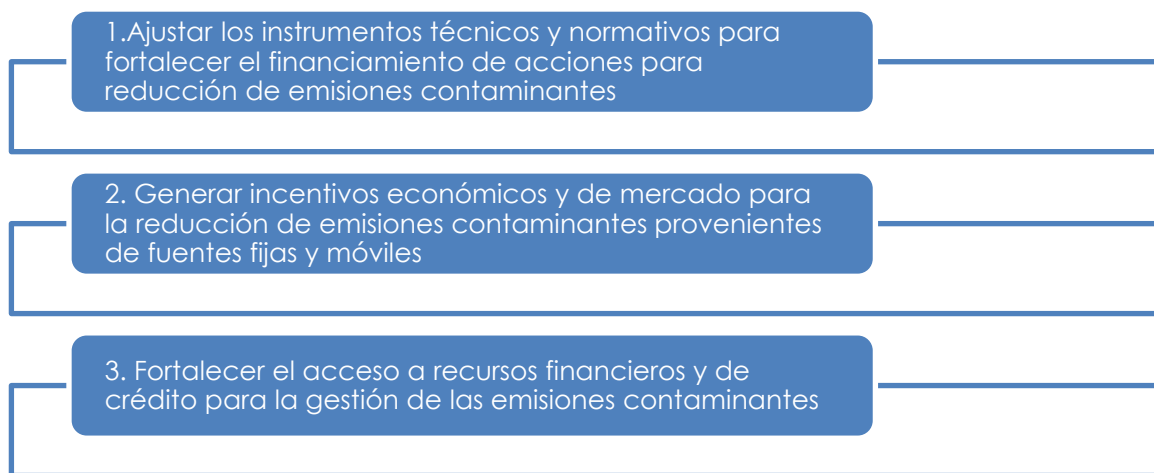 1.Ajustar los instrumentos técnicos y normativos para
fortalecer el financiamiento de acciones para
reducción de emisiones contaminantes
2. Generar incentivos económicos y de mercado para
la reducción de emisiones contaminantes provenientes
de fuentes fijas y móviles
3. Fortalecer el acceso a recursos financieros y de
crédito para la gestión de las emisiones contaminantes